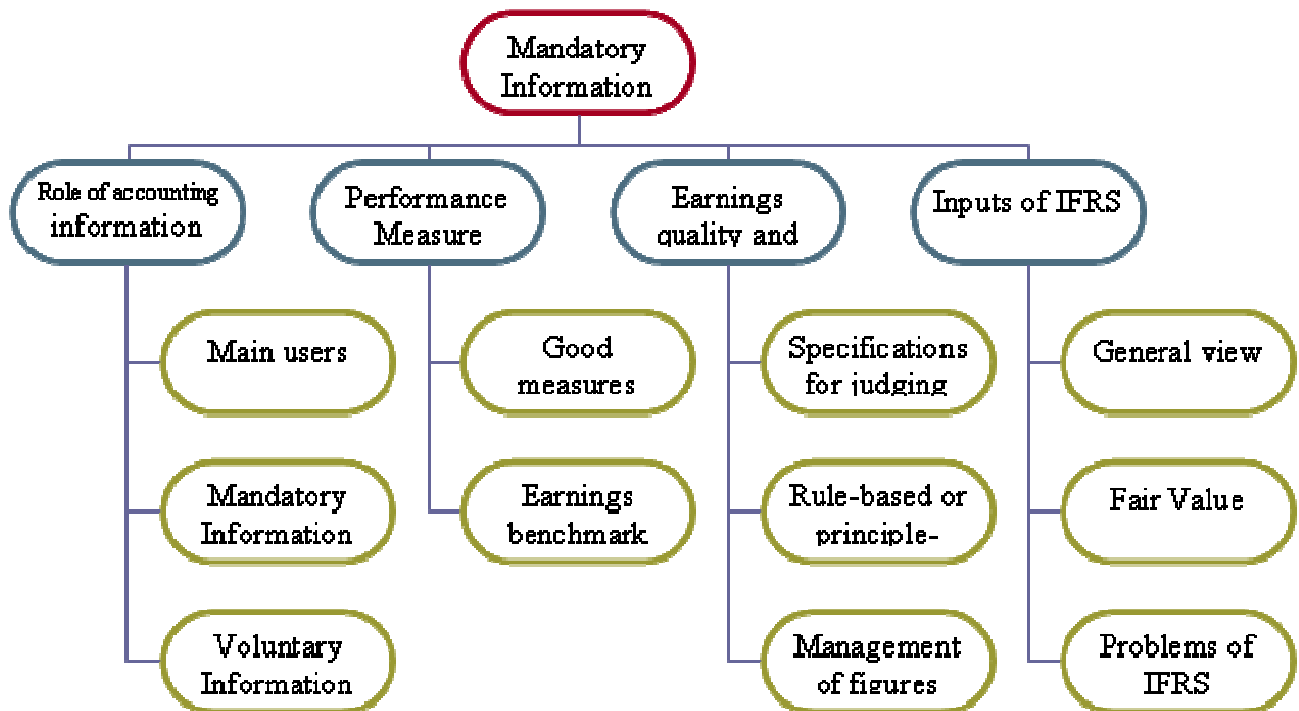 Mandatory
Information
Role of accounting
information
Performance
Measure
Earnings
quality and
Inputs of IFRS
Main users
Good
measures
Specifications
for judging
General view
Mandatory
Information
Earnings
benchmark
Rule-based or
principle-
Fair Value
Voluntary
Information
Management
of figures
Problems of
IFRS